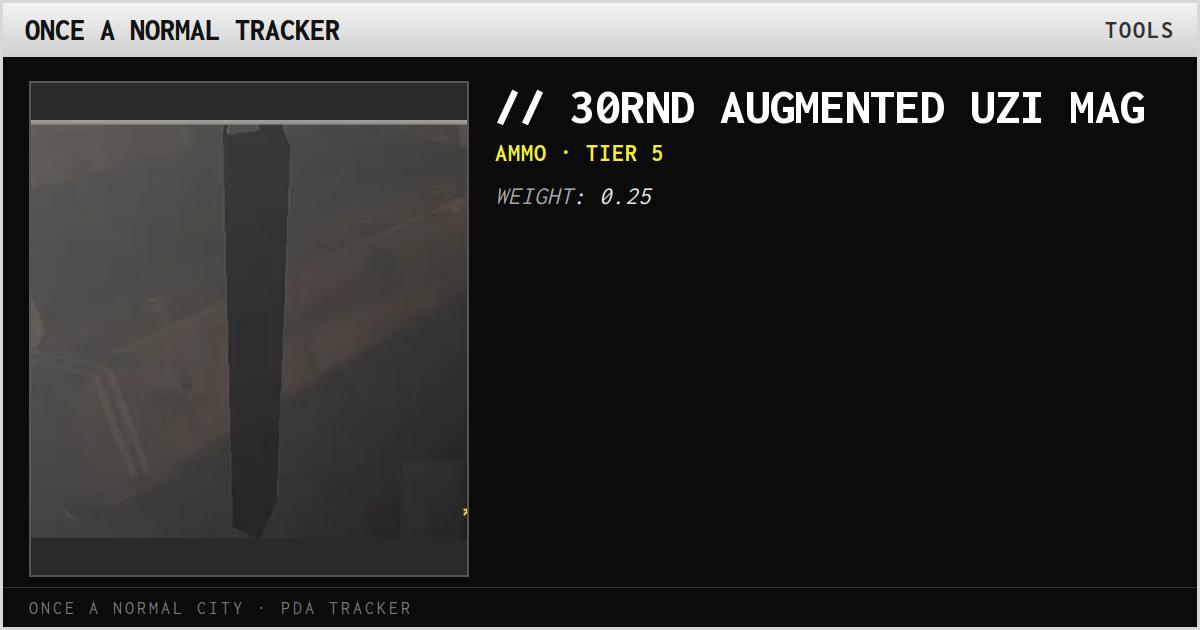 ONCE A NORMAL TRACKER
TOOLS
// 30RND AUGMENTED UZI MAG
AMMO · TIER 5
WEIGHT: 0.25
ONCE A NORMAL CITY · PDA TRACKER